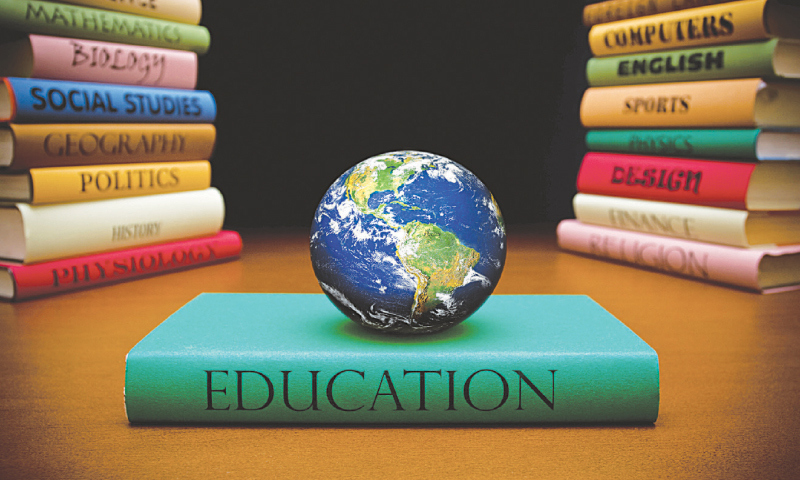 MATHEMATICS
BIOLOGY
SOCIAL STUDIES
GEOGRAPHY
POLITICS
HISTORY
PHYSIOLOGY
COMPUTERS
ENGLISH
SPORTS
PHYSICS
DESIGN
FINANCE
RELIGION
EDUCATION